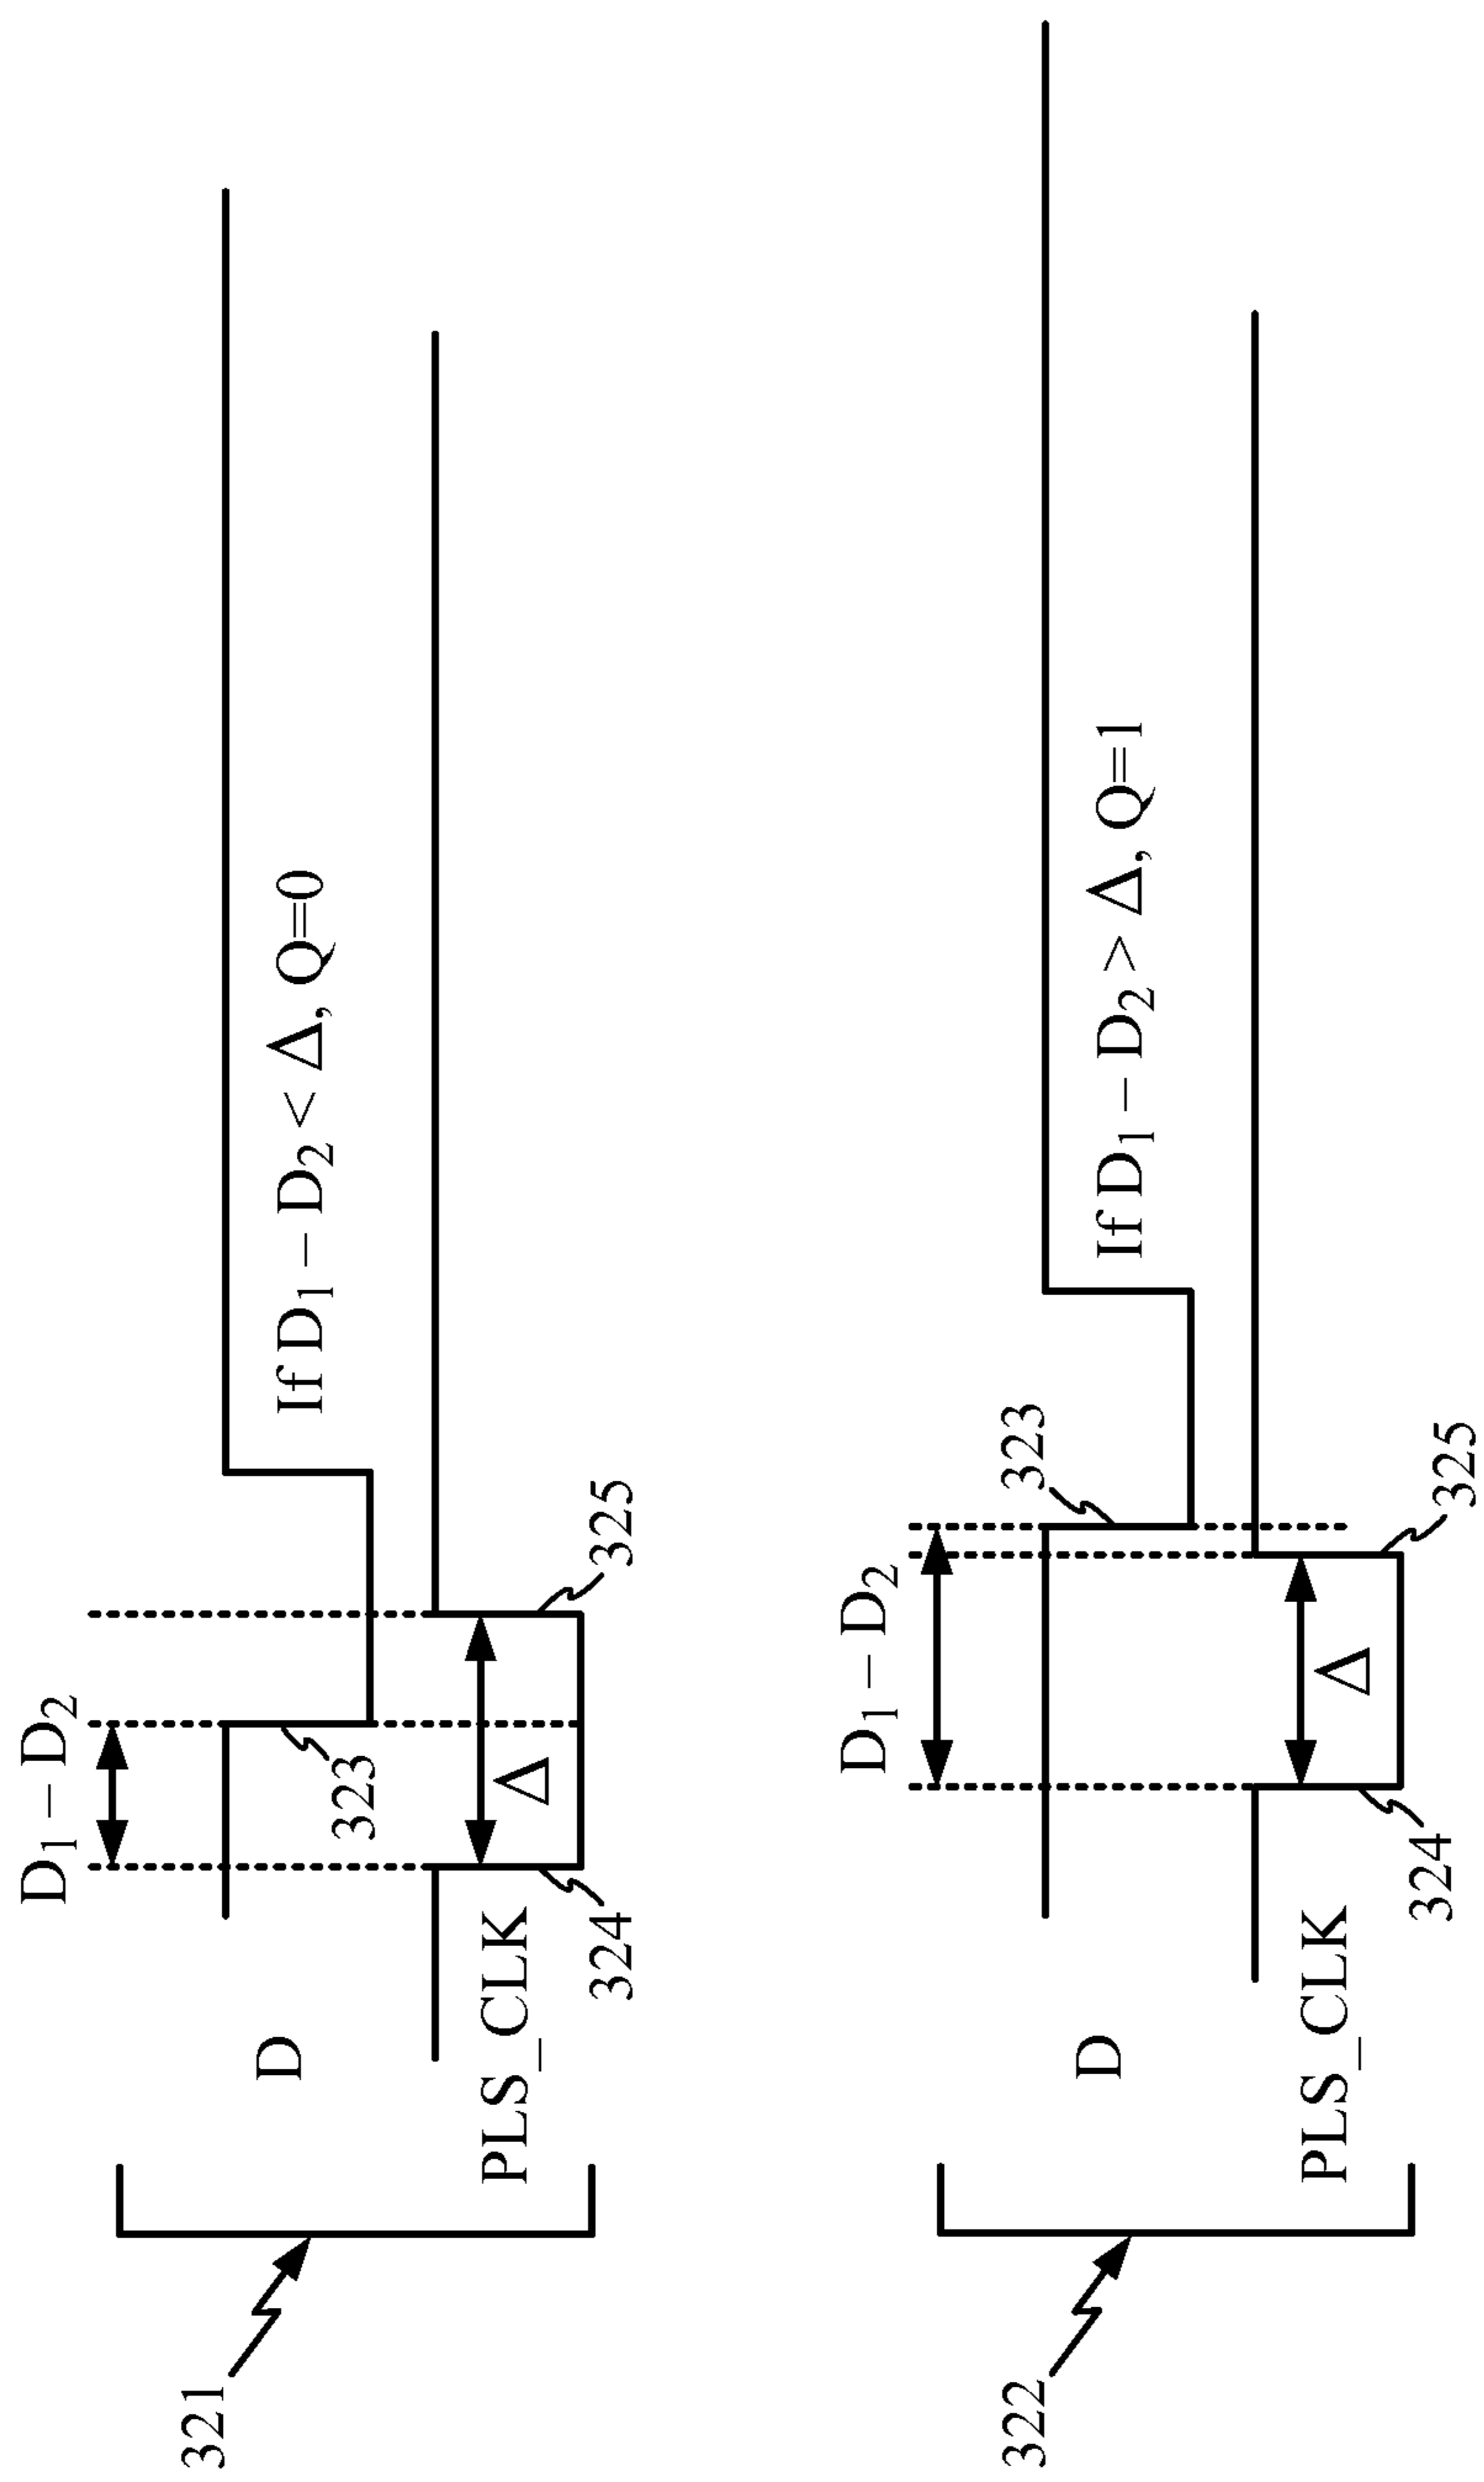 321
D₁ – D₂
D
323
If D₁ – D₂ < Δ, Q=0
PLS_CLK
Δ
324
325
322
D₁ – D₂
D
323
If D₁ – D₂ > Δ, Q=1
PLS_CLK
Δ
324
325